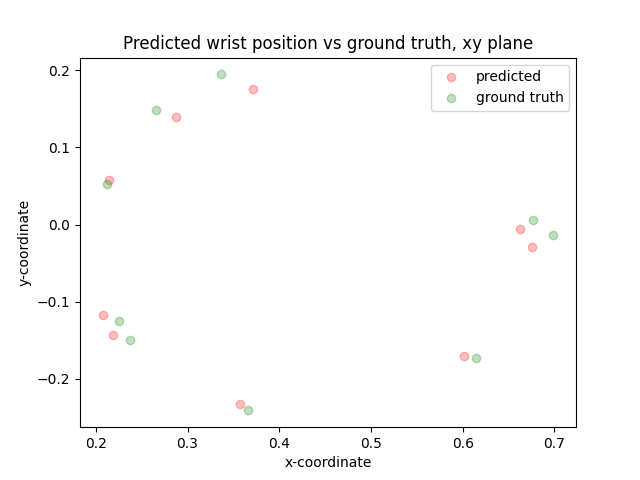 Predicted wrist position vs ground truth, xy plane
predicted
ground truth
0.2
0.1
0.0
−0.1
−0.2
y-coordinate
0.2
0.3
0.4
0.5
0.6
0.7
x-coordinate